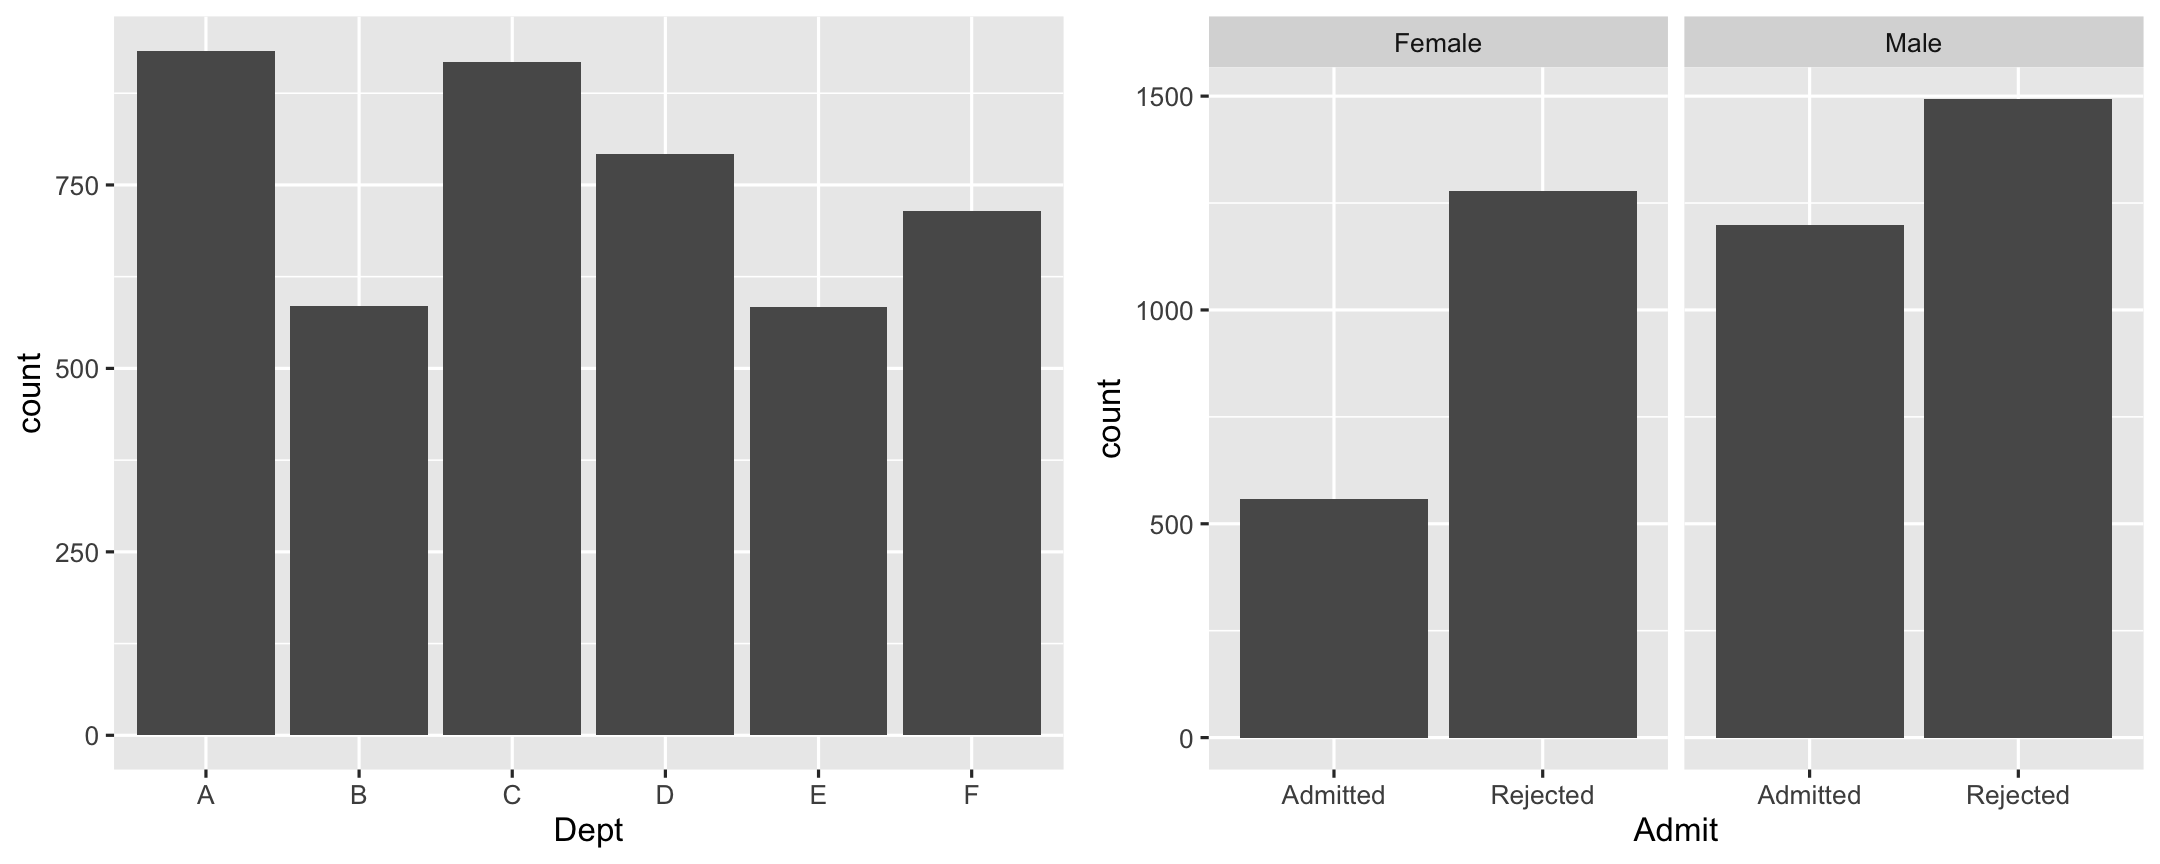 count
750
500
250
0
A B C D E F
Dept
Female Male
count
1500
1000
500
0
Admitted Rejected Admitted Rejected
Admit